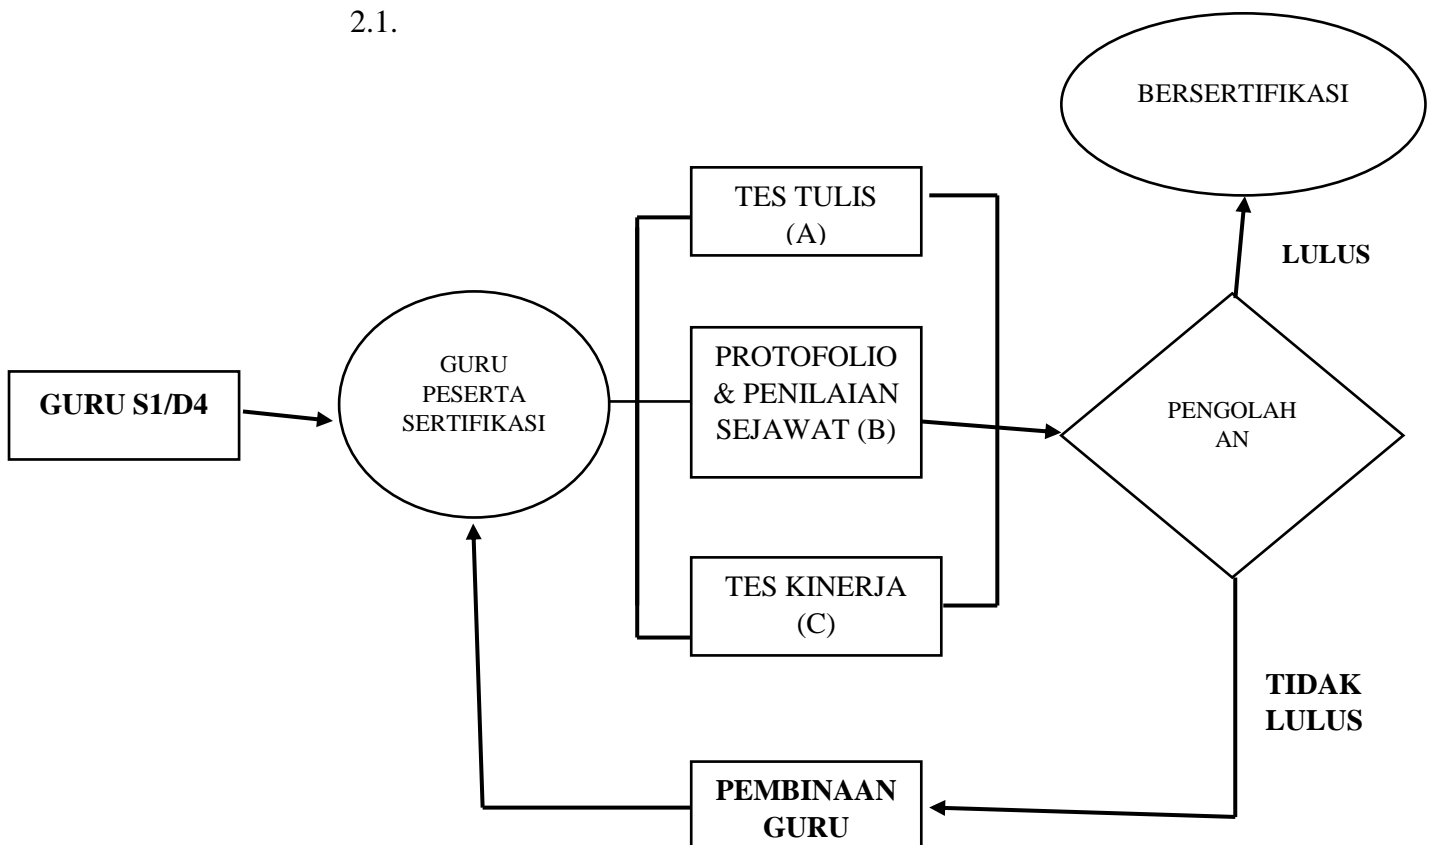 2.1.
BERSERTIFIKASI
TES TULIS
(A)
LULUS
PROTOFOLIO
& PENILAIAN
SEJAWAT (B)
GURU
PESERTA
SERTIFIKASI
GURU S1/D4
PENGOLAH
AN
TES KINERJA
(C)
TIDAK
LULUS
PEMBINAAN
GURU